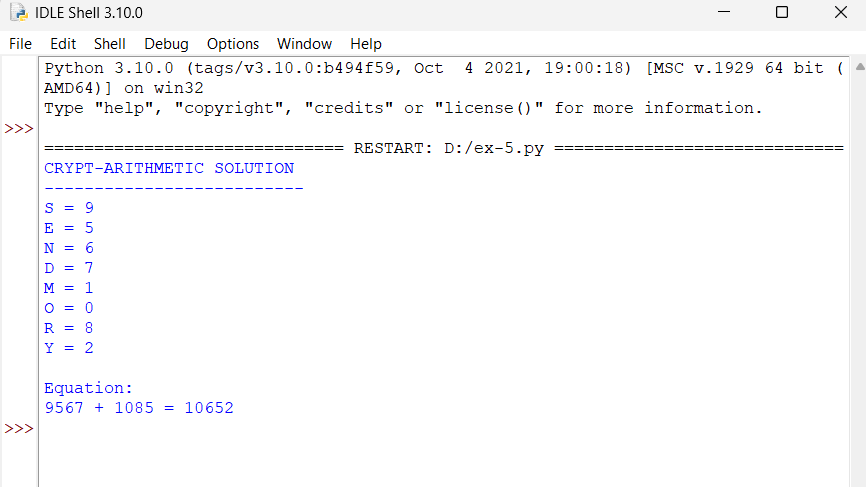 IDLE Shell 3.10.0
File Edit Shell Debug Options Window Help
Python 3.10.0 (tags/v3.10.0:b494f59, Oct  4 2021, 19:00:18) [MSC v.1929 64 bit (
AMD64)] on win32
Type "help", "copyright", "credits" or "license()" for more information.
>>>
============================== RESTART: D:/ex-5.py =============================
CRYPT-ARITHMETIC SOLUTION
--------------------------
S = 9
E = 5
N = 6
D = 7
M = 1
O = 0
R = 8
Y = 2
Equation:
9567 + 1085 = 10652
>>>